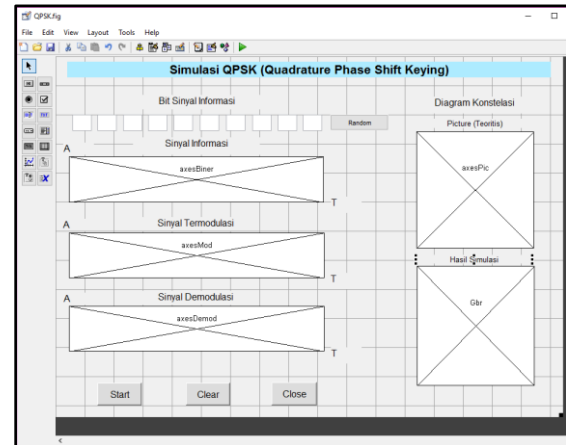 QPSK.fig
File Edit View Layout Tools Help
Simulasi QPSK (Quadrature Phase Shift Keying)
Bit Sinyal Informasi
Diagram Konstelasi
Random
Picture (Teoritis)
Sinyal Informasi
A
axesBiner
axesPic
T
Sinyal Termodulasi
A
axesMod
Hasil Simulasi
T
Sinyal Demodulasi
A
axesDemod
Gbr
T
Start
Clear
Close